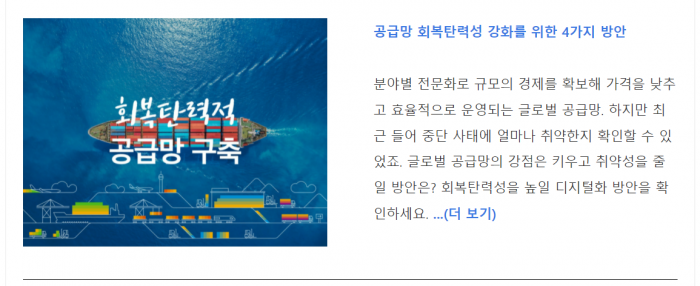 회복탄력적
공급망 구축
공급망 회복탄력성 강화를 위한 4가지 방안
분야별 전문화로 규모의 경제를 확보해 가격을 낮추
고 효율적으로 운영되는 글로벌 공급망. 하지만 최
근 들어 중단 사태에 얼마나 취약한지 확인할 수 있
었죠. 글로벌 공급망의 강점은 키우고 취약성을 줄
일 방안은? 회복탄력성을 높일 디지털화 방안을 확
인하세요. ...(더 보기)